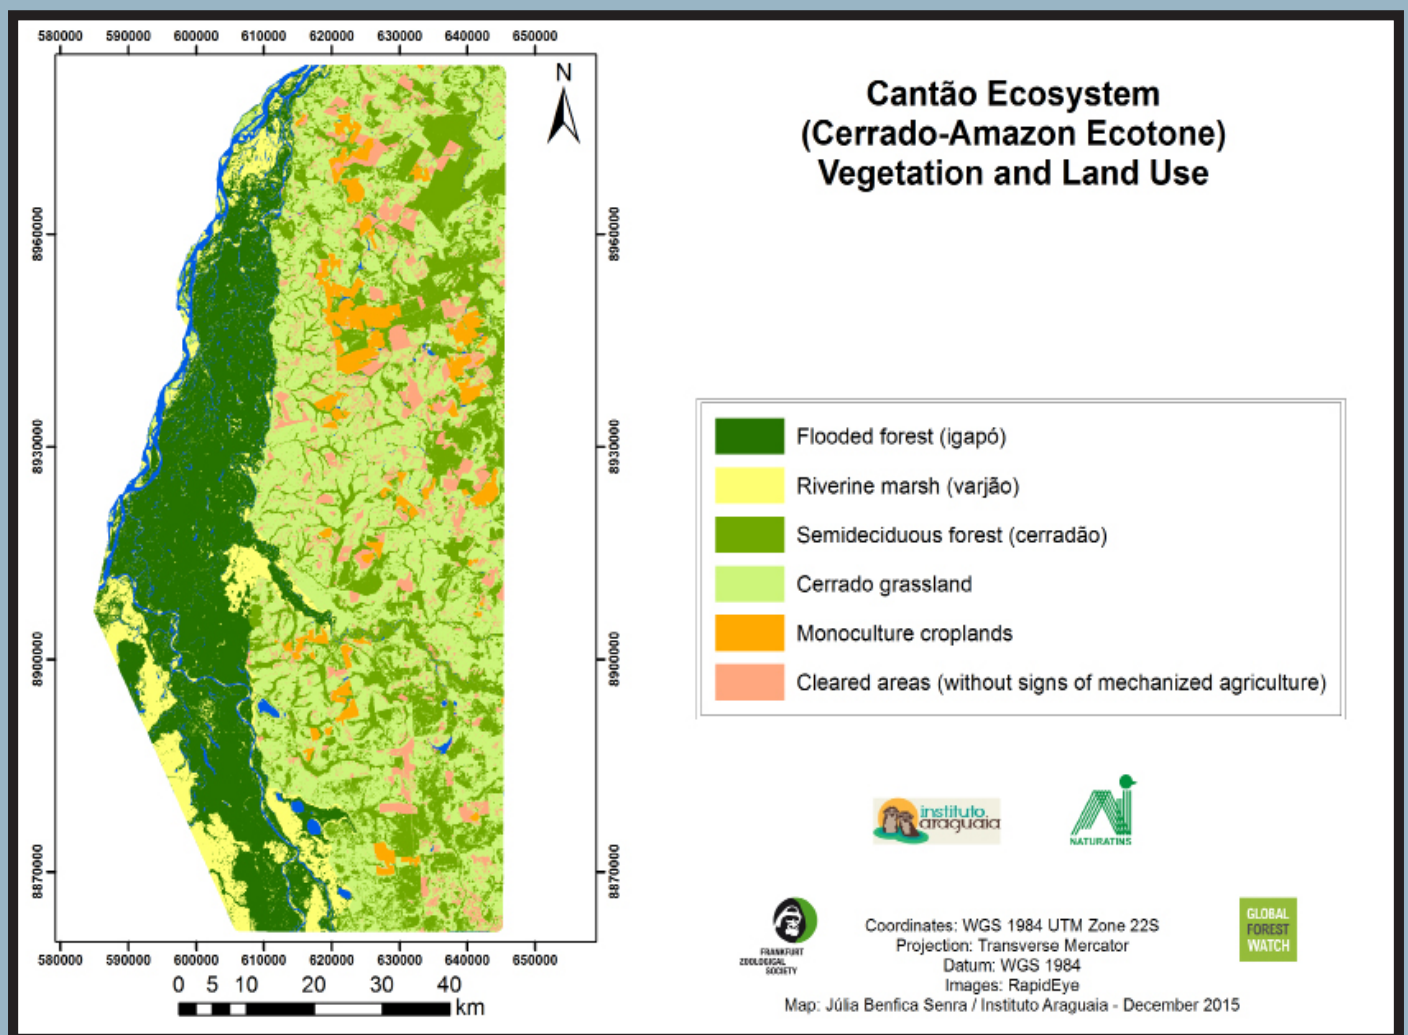 580000 590000 600000 610000 620000 630000 640000 650000
N
Cantão Ecosystem
(Cerrado-Amazon Ecotone)
Vegetation and Land Use
8960000 8960000
8930000 8930000
8900000 8900000
8870000 8870000
580000 590000 600000 610000 620000 630000 640000 650000
0 5 10 20 30 40
km
Flooded forest (igapó)
Riverine marsh (varjão)
Semideciduous forest (cerradão)
Cerrado grassland
Monoculture croplands
Cleared areas (without signs of mechanized agriculture)
instituto
araguaia
NATURATINS
FRANKFURT
ZOOLOGICAL
SOCIETY
GLOBAL
FOREST
WATCH
Coordinates: WGS 1984 UTM Zone 22S
Projection: Transverse Mercator
Datum: WGS 1984
Images: RapidEye
Map: Júlia Benfica Senra / Instituto Araguaia - December 2015